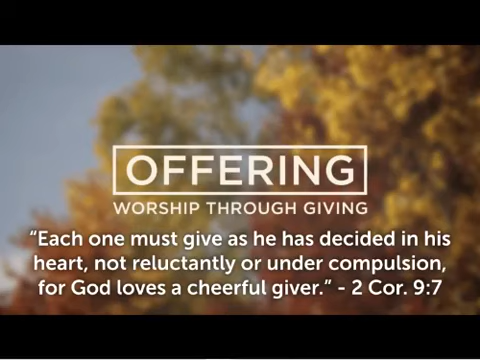 OFFERING
WORSHIP THROUGH GIVING
“Each one must give as he has decided in his
heart, not reluctantly or under compulsion,
for God loves a cheerful giver.” - 2 Cor. 9:7